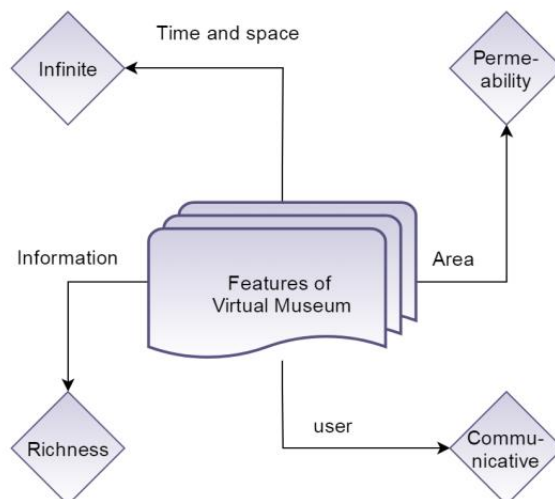 Time and space
Infinite
Perme-
ability
Information
Area
Features of
Virtual Museum
Richness
user
Commu-
nicative